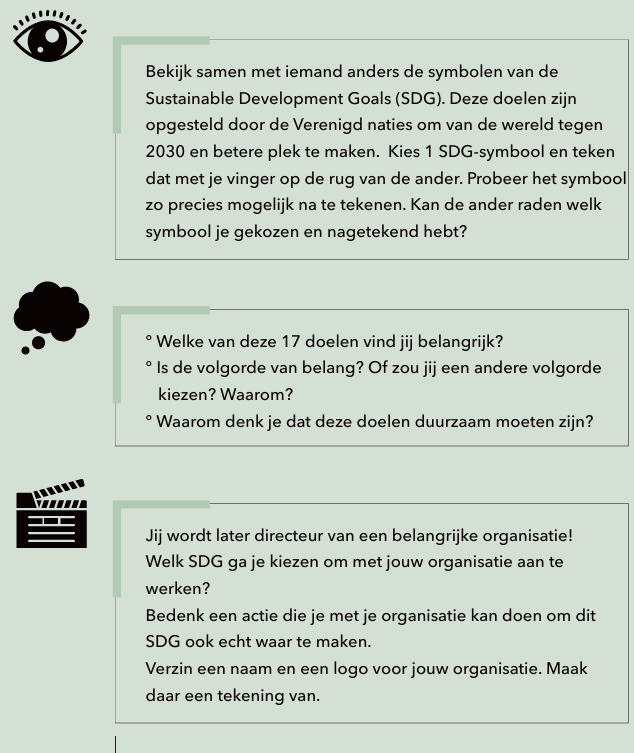 Bekijk samen met iemand anders de symbolen van de
Sustainable Development Goals (SDG). Deze doelen zijn
opgesteld door de Verenigd naties om van de wereld tegen
2030 en betere plek te maken.  Kies 1 SDG-symbool en teken
dat met je vinger op de rug van de ander. Probeer het symbool
zo precies mogelijk na te tekenen. Kan de ander raden welk
symbool je gekozen en nagetekend hebt?
° Welke van deze 17 doelen vind jij belangrijk?
° Is de volgorde van belang? Of zou jij een andere volgorde
kiezen? Waarom?
° Waarom denk je dat deze doelen duurzaam moeten zijn?
Jij wordt later directeur van een belangrijke organisatie!
Welk SDG ga je kiezen om met jouw organisatie aan te
werken?
Bedenk een actie die je met je organisatie kan doen om dit
SDG ook echt waar te maken.
Verzin een naam en een logo voor jouw organisatie. Maak
daar een tekening van.